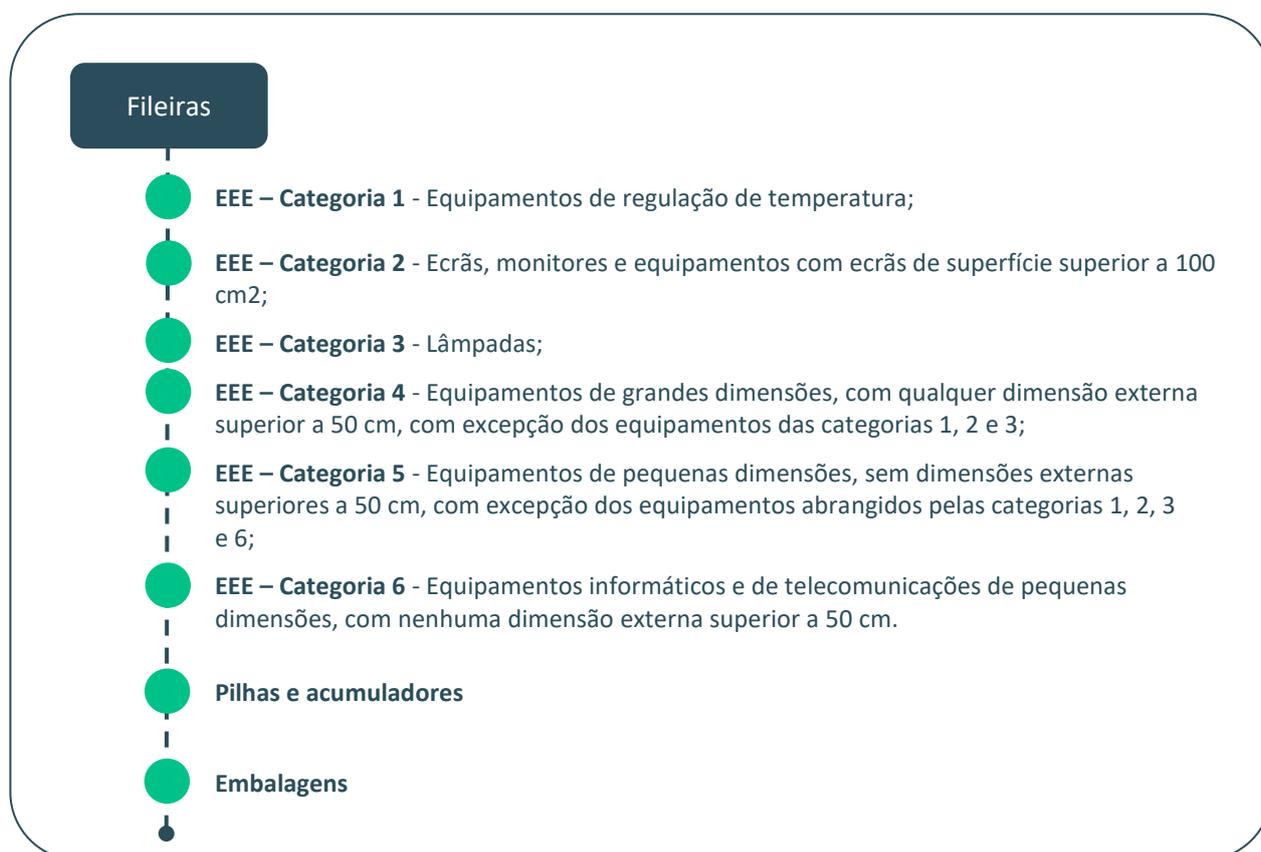 Fileiras
EEE – Categoria 1 - Equipamentos de regulação de temperatura;
EEE – Categoria 2 - Ecrãs, monitores e equipamentos com ecrãs de superfície superior a 100
cm2;
EEE – Categoria 3 - Lâmpadas;
EEE – Categoria 4 - Equipamentos de grandes dimensões, com qualquer dimensão externa
superior a 50 cm, com excepção dos equipamentos das categorias 1, 2 e 3;
EEE – Categoria 5 - Equipamentos de pequenas dimensões, sem dimensões externas
superiores a 50 cm, com excepção dos equipamentos abrangidos pelas categorias 1, 2, 3
e 6;
EEE – Categoria 6 - Equipamentos informáticos e de telecomunicações de pequenas
dimensões, com nenhuma dimensão externa superior a 50 cm.
Pilhas e acumuladores
Embalagens